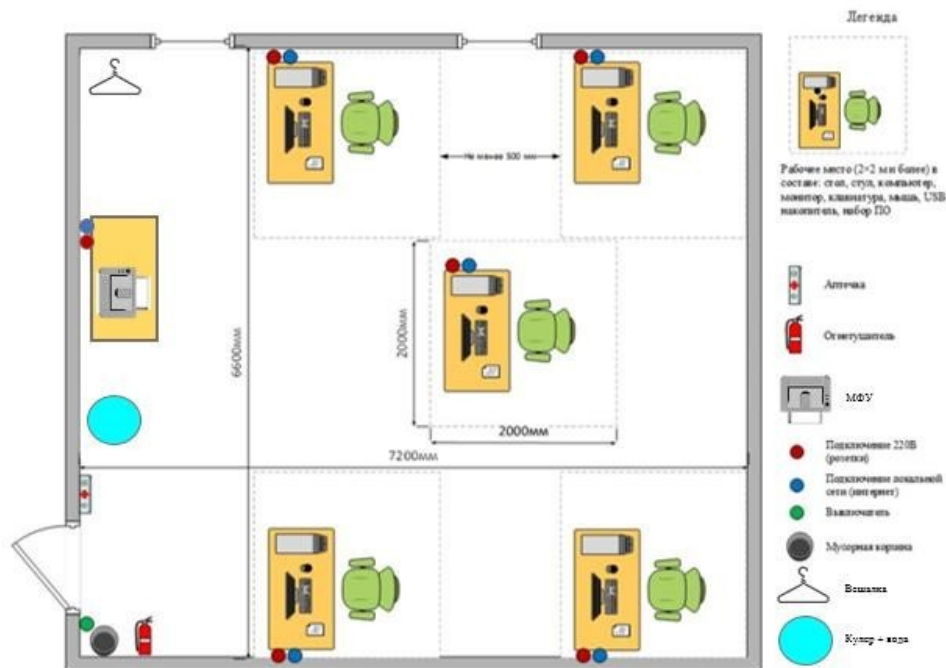 Легенда
Рабочее место (2×2 м и более) в
составе: стол, стул, компьютер,
монитор, клавиатура, мышь, USB
накопитель, набор ПО
Не менее 500 мм
6600мм
2000мм
2000мм
7200мм
Аптечка
Огнетушитель
МФУ
Подключение 220В
(розетки)
Подключение локальной
сети (интернет)
Выключатель
Мусорная корзина
Вешалка
Кулер + вода